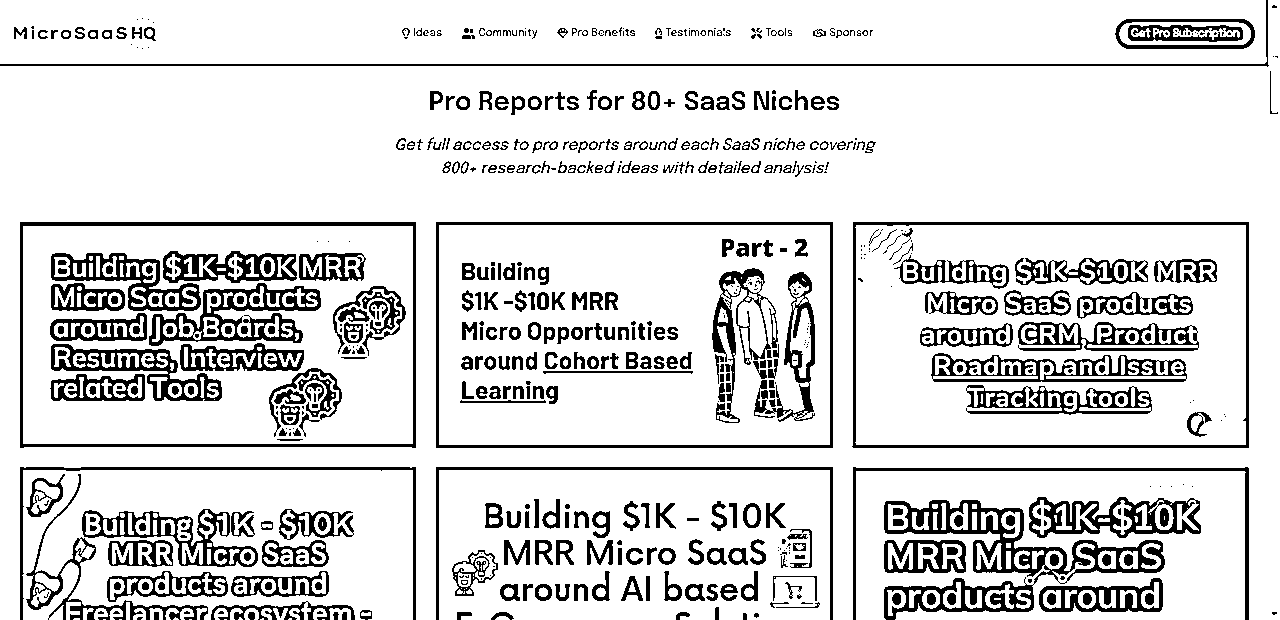 MicroSaaSHQ
Ideas Community Pro Benefits Testimonials Tools Sponsor
Get Pro Subscription
Pro Reports for 80+ SaaS Niches
Get full access to pro reports around each SaaS niche covering
800+ research-backed ideas with detailed analysis!
Building $1K-$10K MRR
Micro SaaS products
around Job Boards,
Resumes, Interview
related Tools
Part - 2
Building
$1K -$10K MRR
Micro Opportunities
around Cohort Based
Learning
Building $1K-$10K MRR
Micro SaaS products
around CRM, Product
Roadmap and Issue
Tracking tools
Building $1K - $10K
MRR Micro SaaS
products around
Freelancer ecosystem -
Building $1K - $10K
MRR Micro SaaS
around AI based
Building $1K-$10K
MRR Micro SaaS
products around